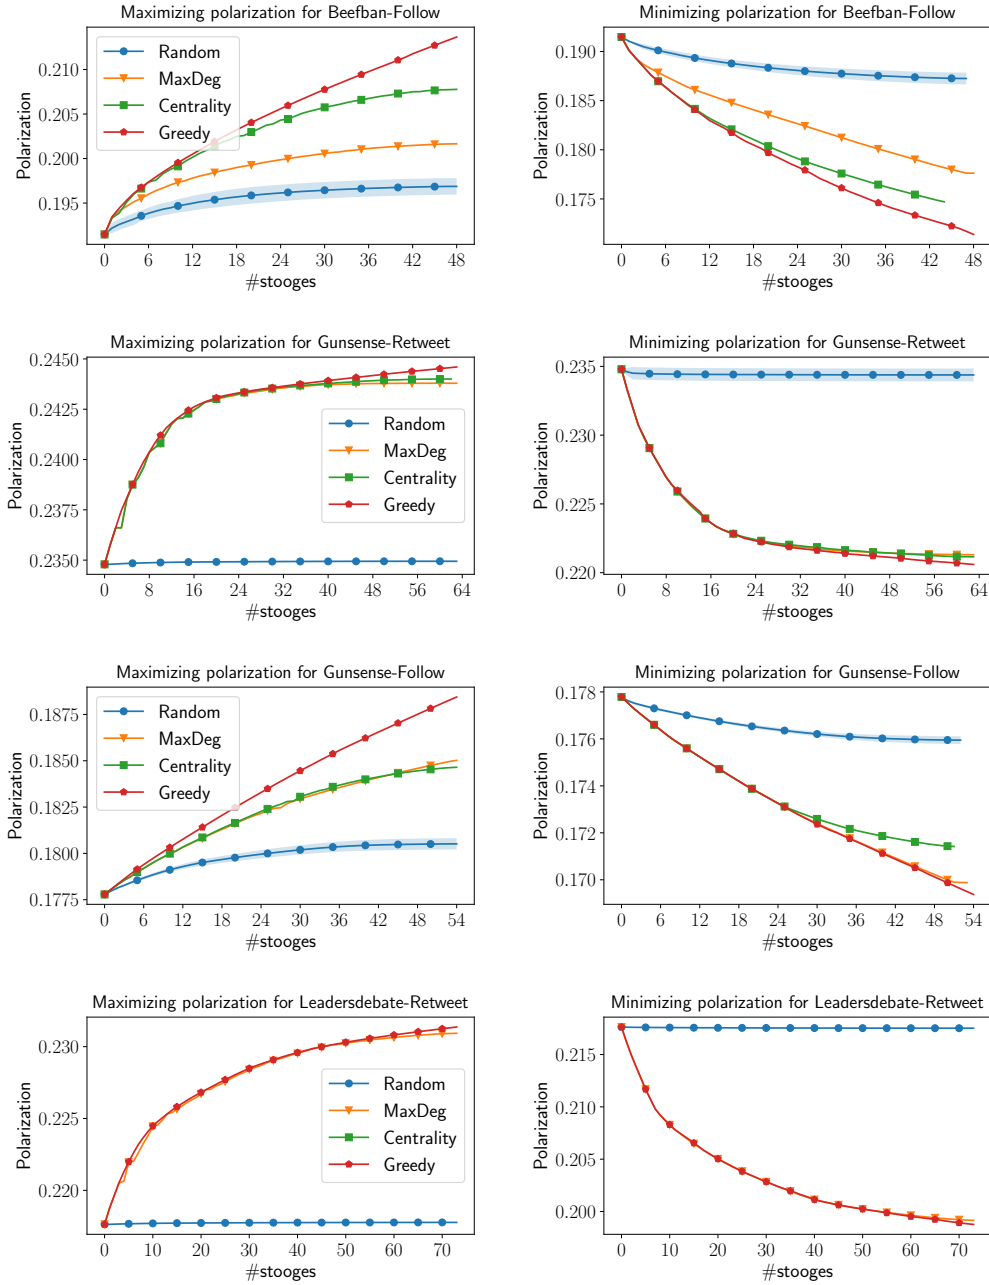 Maximizing polarization for Beefban-Follow
Polarization
0.210
0.205
0.200
0.195
Random
MaxDeg
Centrality
Greedy
0 6 12 18 24 30 36 42 48
#stooges
Minimizing polarization for Beefban-Follow
Polarization
0.190
0.185
0.180
0.175
0 6 12 18 24 30 36 42 48
#stooges
Maximizing polarization for Gunsense-Retweet
Polarization
0.2450
0.2425
0.2400
0.2375
0.2350
Random
MaxDeg
Centrality
Greedy
0 8 16 24 32 40 48 56 64
#stooges
Minimizing polarization for Gunsense-Retweet
Polarization
0.235
0.230
0.225
0.220
0 8 16 24 32 40 48 56 64
#stooges
Maximizing polarization for Gunsense-Follow
Polarization
0.1875
0.1850
0.1825
0.1800
0.1775
Random
MaxDeg
Centrality
Greedy
0 6 12 18 24 30 36 42 48 54
#stooges
Minimizing polarization for Gunsense-Follow
Polarization
0.178
0.176
0.174
0.172
0.170
0 6 12 18 24 30 36 42 48 54
#stooges
Maximizing polarization for Leadersdebate-Retweet
Polarization
0.230
0.225
0.220
Random
MaxDeg
Centrality
Greedy
0 10 20 30 40 50 60 70
#stooges
Minimizing polarization for Leadersdebate-Retweet
Polarization
0.215
0.210
0.205
0.200
0 10 20 30 40 50 60 70
#stooges